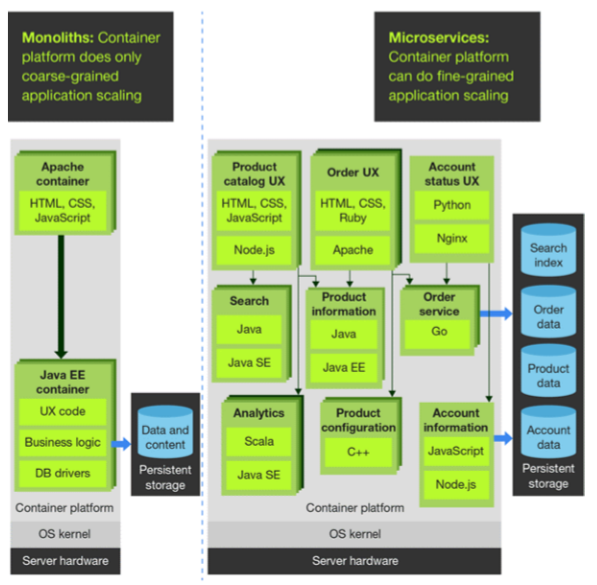 Monoliths: Container
platform does only
coarse-grained
application scaling
Microservices:
Container platform
can do fine-grained
application scaling
Apache
container
HTML, CSS,
JavaScript
Java EE
container
UX code
Business logic
DB drivers
Data and
content
Persistent
storage
Container platform
OS kernel
Server hardware
Product
catalog UX
HTML, CSS,
JavaScript
Node.js
Order UX
HTML, CSS,
Ruby
Apache
Account
status UX
Python
Nginx
Search
Java
Java SE
Product
information
Java
Java EE
Order
service
Go
Analytics
Scala
Java SE
Product
configuration
C++
Account
information
JavaScript
Node.js
Search
index
Order
data
Product
data
Account
data
Persistent
storage
Container platform
OS kernel
Server hardware